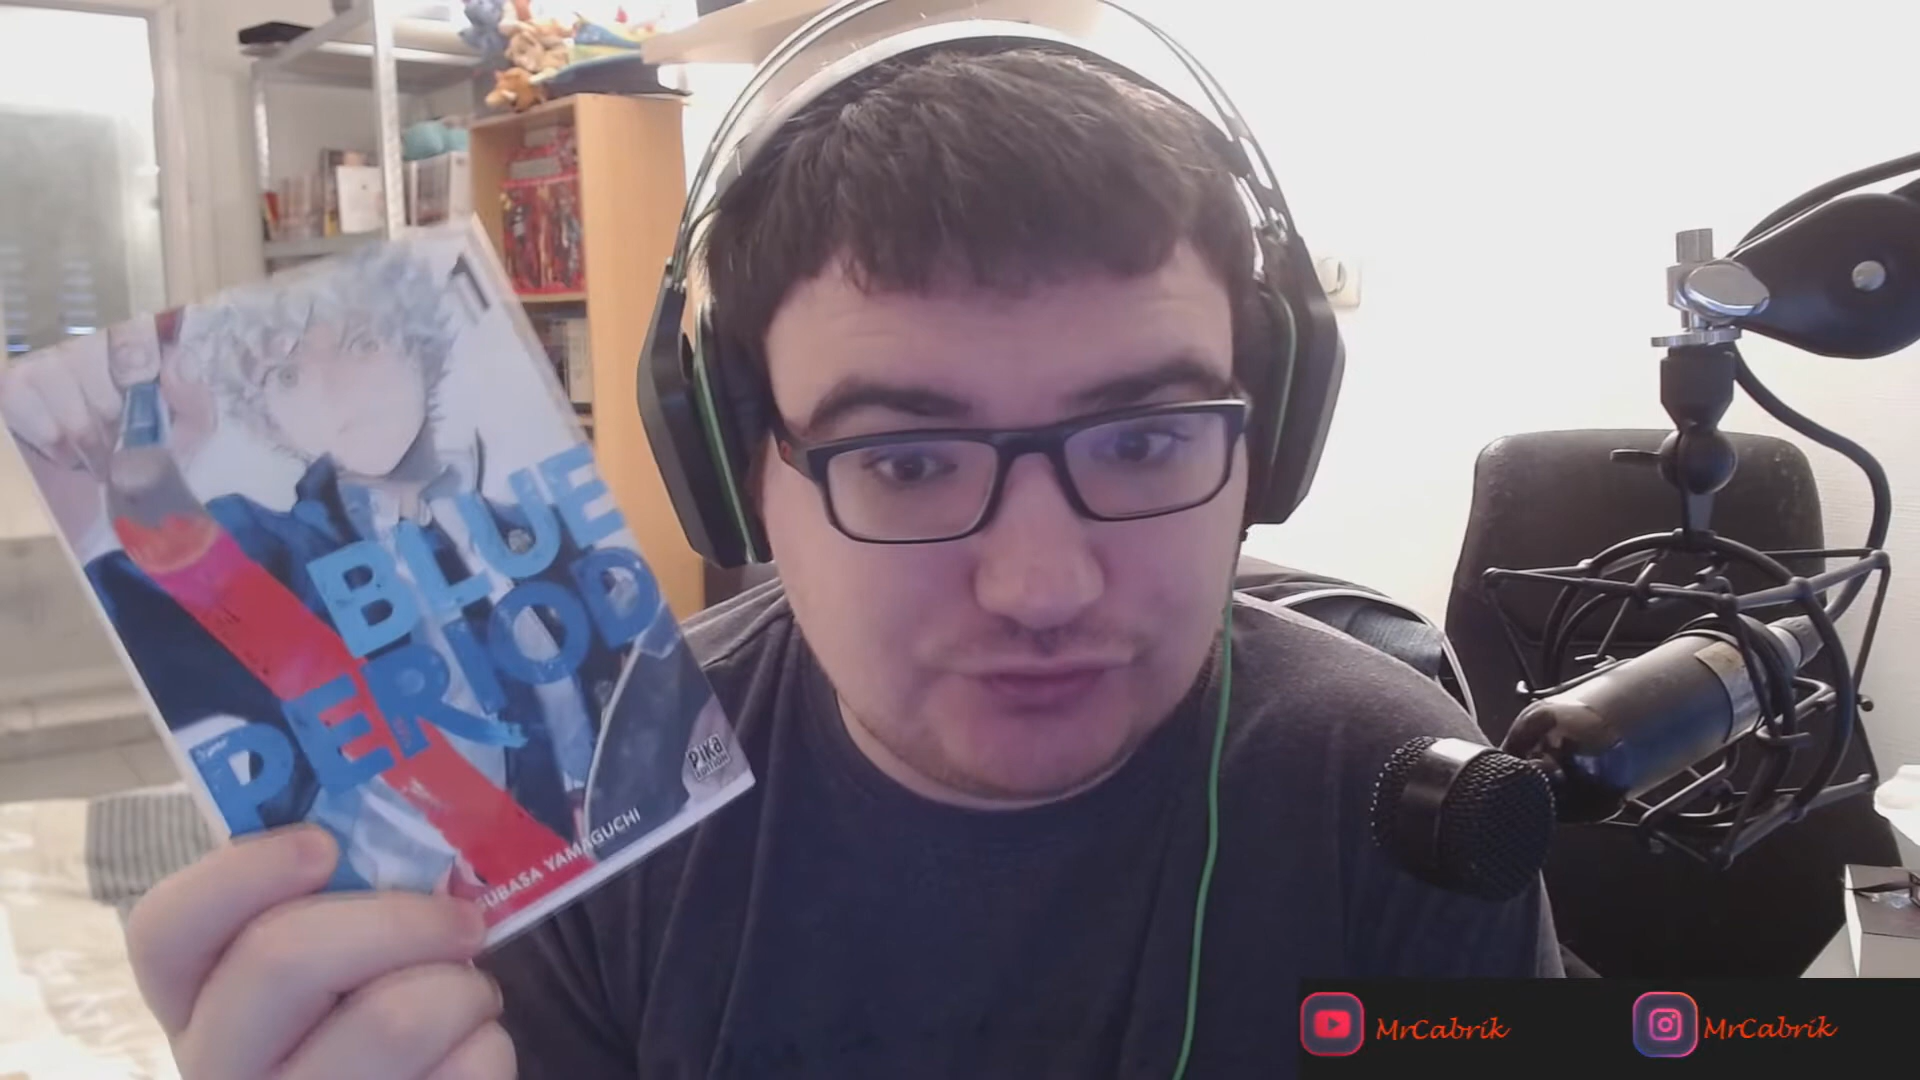 1
BLUE
PERIOD
TSUBASA YAMAGUCHI
PIKA
ÉDITION
MrCabrik
MrCabrik